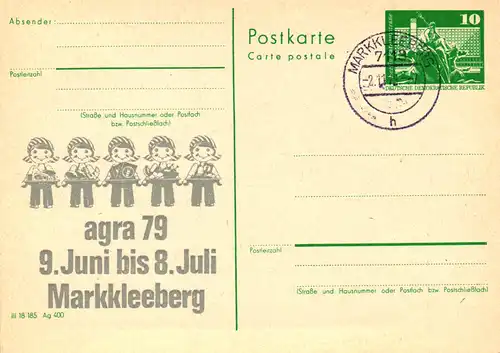 Absender:
Postleitzahl
(Straße und Hausnummer oder Postfach
bzw. Postschließfach)
agra 79
9. Juni bis 8. Juli
Markkleeberg
III 18 185 Ag 400
Postkarte
Carte postale
10
DEUTSCHE DEMOKRATISCHE REPUBLIK
h
Postleitzahl
(Straße und Hausnummer oder Postfach bzw. Postschließfach)